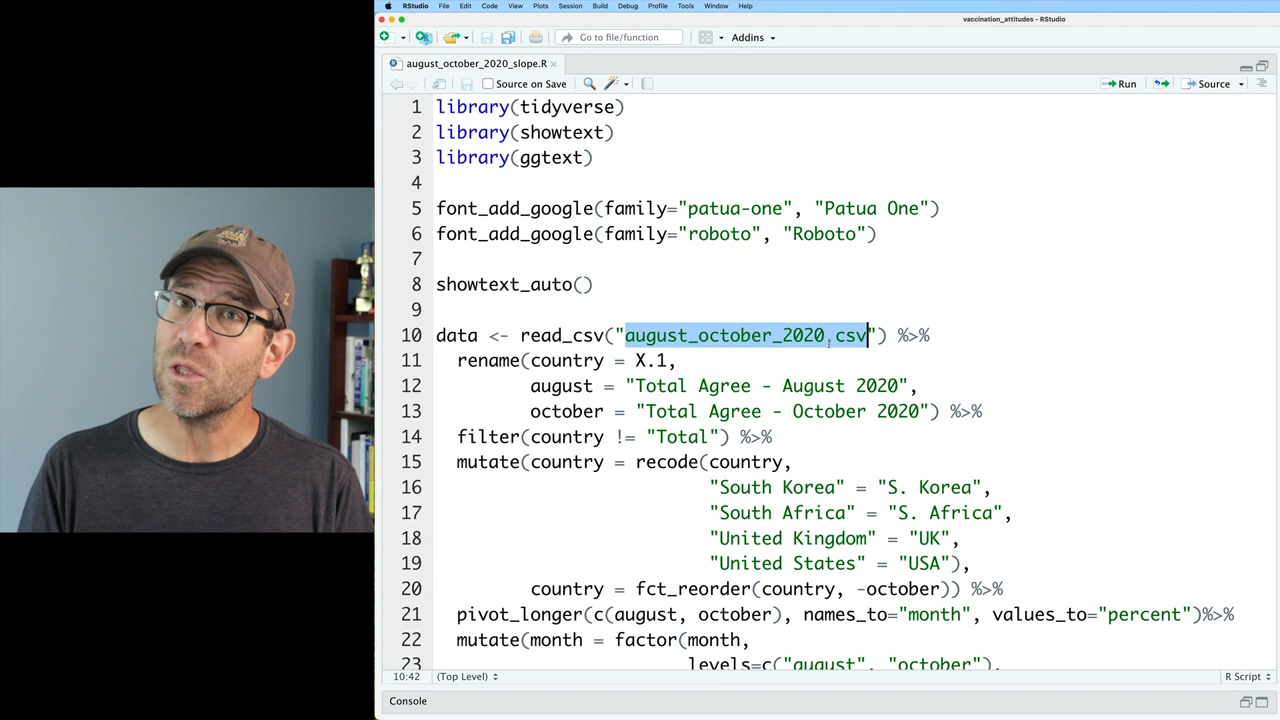 RStudio File Edit Code View Plots Session Build Debug Profile Tools Window Help
vaccination_attitudes - RStudio
Go to file/function Addins
august_october_2020_slope.R
Source on Save Run Source
1 library(tidyverse)
2 library(showtext)
3 library(ggtext)
4
5 font_add_google(family="patua-one", "Patua One")
6 font_add_google(family="roboto", "Roboto")
7
8 showtext_auto()
9
10 data <- read_csv("august_october_2020.csv") %>%
11 rename(country = X.1,
12 august = "Total Agree - August 2020",
13 october = "Total Agree - October 2020") %>%
14 filter(country != "Total") %>%
15 mutate(country = recode(country,
16 "South Korea" = "S. Korea",
17 "South Africa" = "S. Africa",
18 "United Kingdom" = "UK",
19 "United States" = "USA"),
20 country = fct_reorder(country, -october)) %>%
21 pivot_longer(c(august, october), names_to="month", values_to="percent")%>%
22 mutate(month = factor(month,
23 levels=c("august", "october"),
10:42 (Top Level) R Script
Console